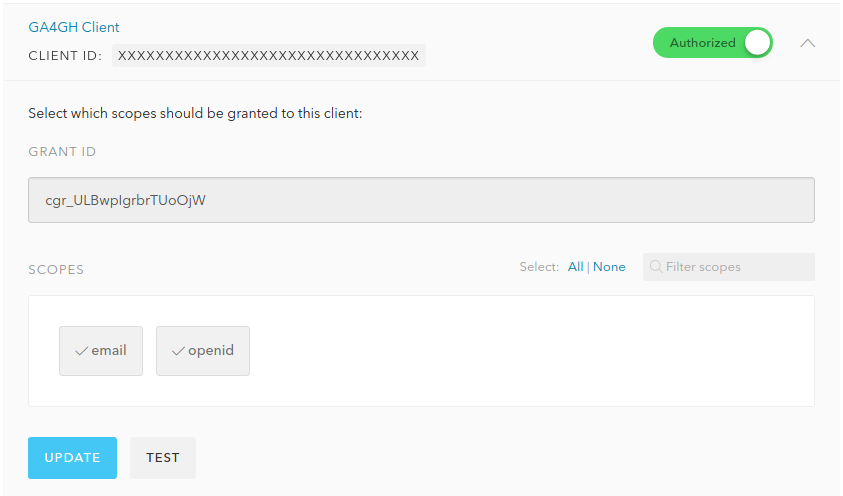 GA4GH Client
CLIENT ID: XXXXXXXXXXXXXXXXXXXXXXXXXXXXXXXX
Authorized
Select which scopes should be granted to this client:
GRANT ID
cgr_ULBwpIgrbrTUoOjW
SCOPES
Select: All | None
Filter scopes
email
openid
UPDATE
TEST